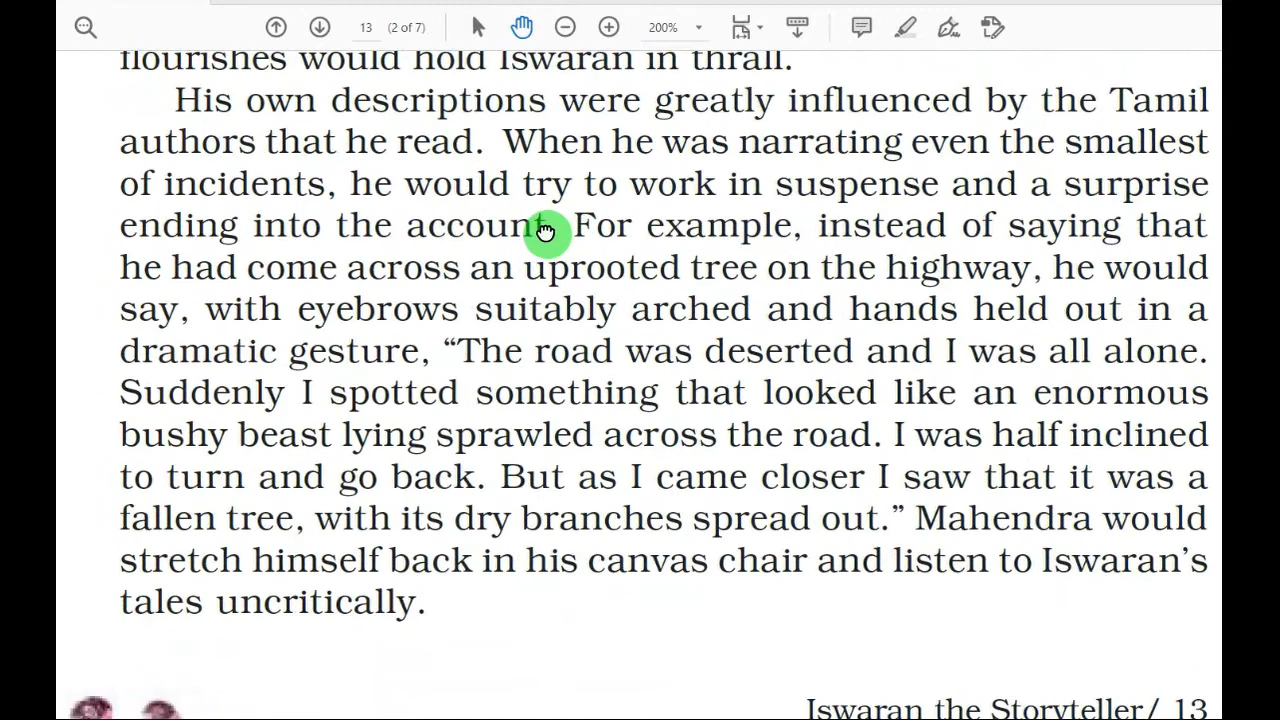 13 (2 of 7) 200%
flourishes would hold Iswaran in thrall.
His own descriptions were greatly influenced by the Tamil
authors that he read. When he was narrating even the smallest
of incidents, he would try to work in suspense and a surprise
ending into the account. For example, instead of saying that
he had come across an uprooted tree on the highway, he would
say, with eyebrows suitably arched and hands held out in a
dramatic gesture, “The road was deserted and I was all alone.
Suddenly I spotted something that looked like an enormous
bushy beast lying sprawled across the road. I was half inclined
to turn and go back. But as I came closer I saw that it was a
fallen tree, with its dry branches spread out.” Mahendra would
stretch himself back in his canvas chair and listen to Iswaran’s
tales uncritically.
Iswaran the Storyteller/ 13